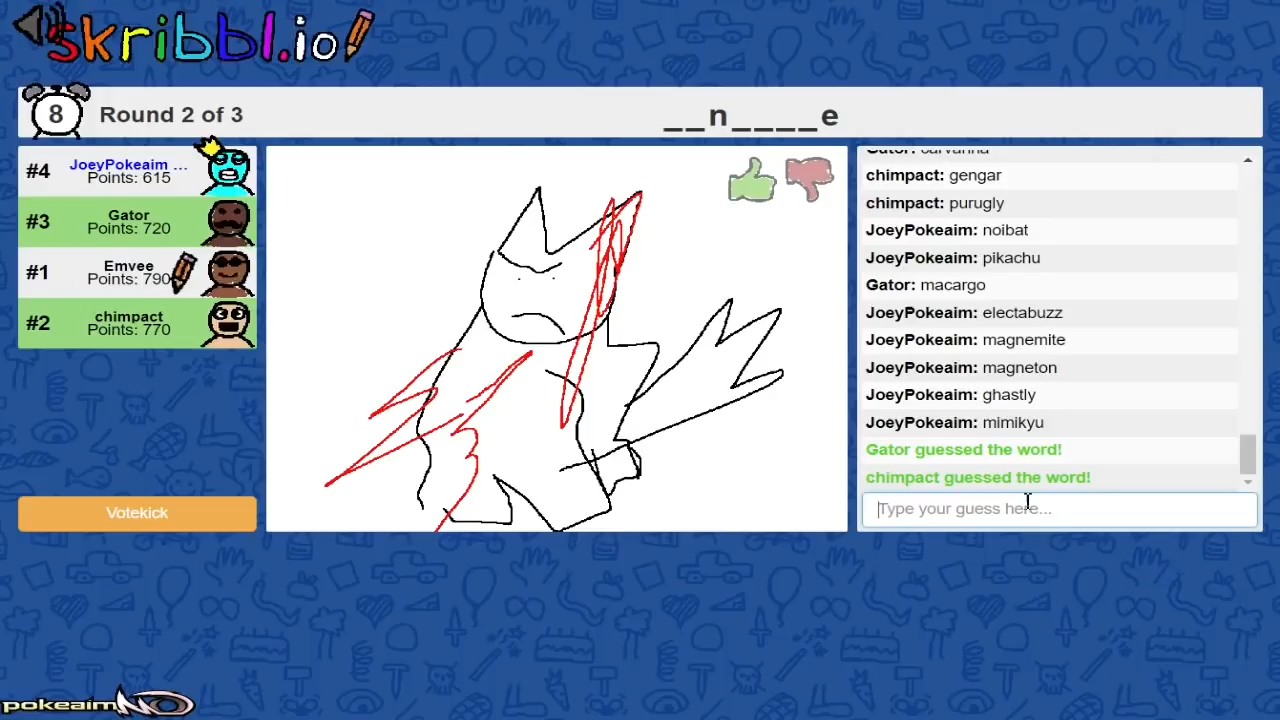 skribbl.io!
8
Round 2 of 3
__n____e
#4
JoeyPokeaim ...
Points: 615
#3
Gator
Points: 720
#1
Emvee
Points: 790
#2
chimpact
Points: 770
Votekick
Gator: carvanha
chimpact: gengar
chimpact: purugly
JoeyPokeaim: noibat
JoeyPokeaim: pikachu
Gator: macargo
JoeyPokeaim: electabuzz
JoeyPokeaim: magnemite
JoeyPokeaim: magneton
JoeyPokeaim: ghastly
JoeyPokeaim: mimikyu
Gator guessed the word!
chimpact guessed the word!
Type your guess here...
pokeaimNO